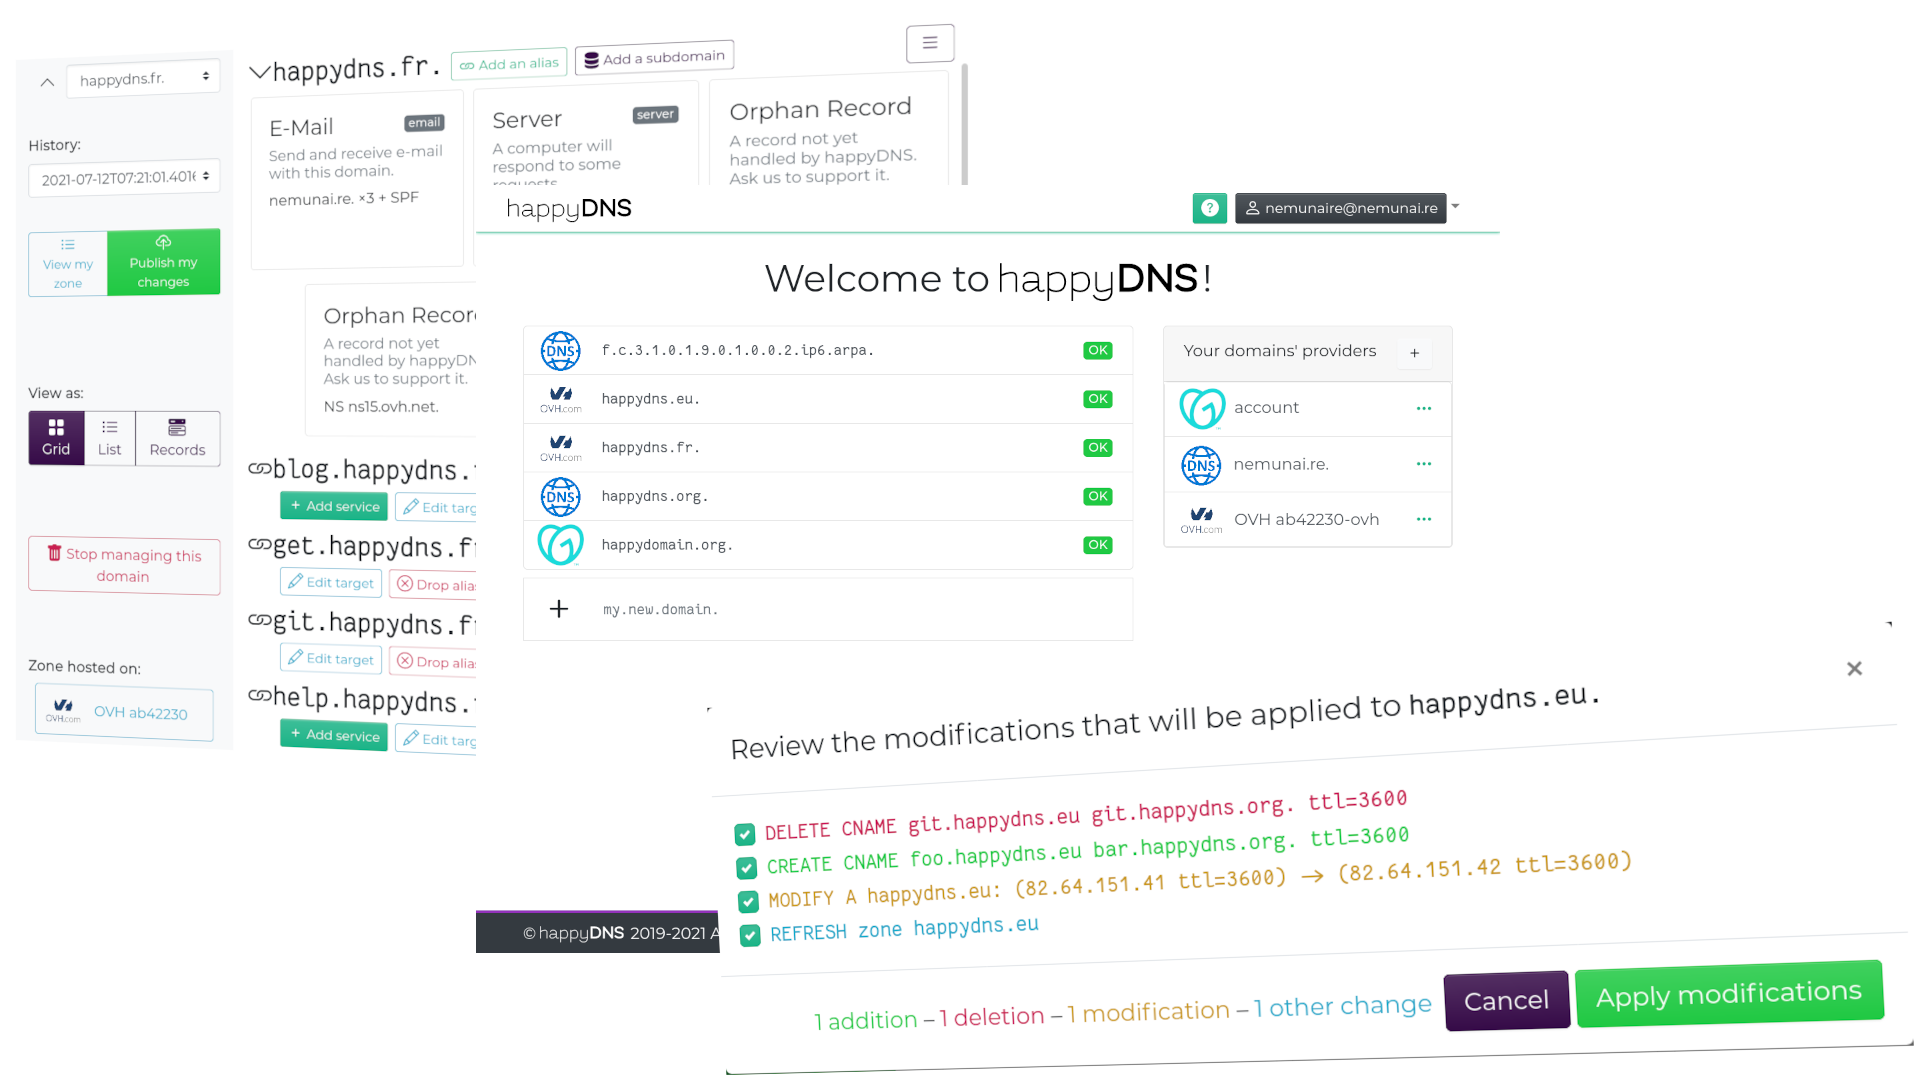 happydns.fr.
History:
2021-07-12T07:21:01.401
View my
zone
Publish my
changes
View as:
Grid
List
Records
Stop managing this
domain
Zone hosted on:
OVH.com
OVH ab42230
happydns.fr.
Add an alias
Add a subdomain
E-Mail
email
Send and receive e-mail
with this domain.
nemunai.re. ×3 + SPF
Server
server
A computer will
respond to some
requests
Orphan Record
A record not yet
handled by happyDNS.
Ask us to support it.
Orphan Recor
A record not yet
handled by happyDN
Ask us to support it.
NS ns15.ovh.net.
blog.happydns.
+ Add service
Edit targ
get.happydns.f
Edit target
Drop alia
git.happydns.f
Edit target
Drop alia
help.happydns.
+ Add service
Edit targ
happyDNS
?
nemunaire@nemunai.re
Welcome to happyDNS!
DNS f.c.3.1.0.1.9.0.1.0.0.2.ip6.arpa. OK
OVH.com happydns.eu. OK
OVH.com happydns.fr. OK
DNS happydns.org. OK
happydomain.org. OK
+ my.new.domain.
Your domains' providers +
account ...
DNS nemunai.re. ...
OVH.com OVH ab42230-ovh ...
© happyDNS 2019-2021 A
Review the modifications that will be applied to happydns.eu.
×
DELETE CNAME git.happydns.eu git.happydns.org. ttl=3600
CREATE CNAME foo.happydns.eu bar.happydns.org. ttl=3600
MODIFY A happydns.eu: (82.64.151.41 ttl=3600) → (82.64.151.42 ttl=3600)
REFRESH zone happydns.eu
1 addition – 1 deletion – 1 modification – 1 other change
Cancel
Apply modifications